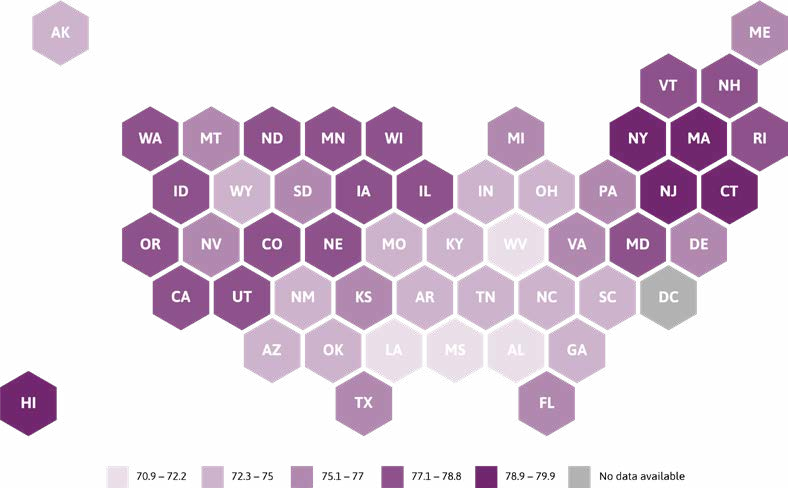 AK
ME
VT NH
WA MT ND MN WI MI NY MA RI
ID WY SD IA IL IN OH PA NJ CT
OR NV CO NE MO KY WV VA MD DE
CA UT NM KS AR TN NC SC DC
AZ OK LA MS AL GA
HI TX FL
70.9 – 72.2 72.3 – 75 75.1 – 77 77.1 – 78.8 78.9 – 79.9 No data available